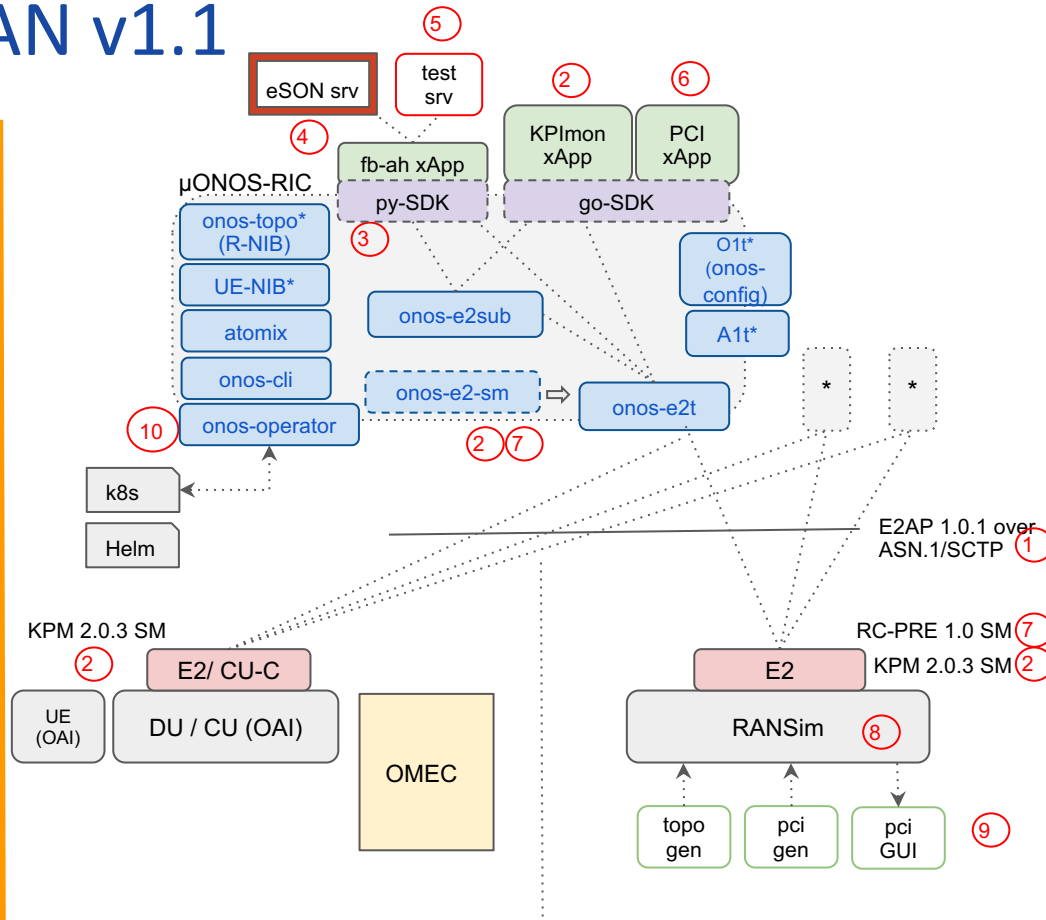 AN v1.1
5
eSON srv
test
srv
2
6
4
KPImon
xApp
PCI
xApp
fb-ah xApp
µONOS-RIC
py-SDK
go-SDK
onos-topo*
(R-NIB)
3
O1t*
(onos-
config)
UE-NIB*
onos-e2sub
atomix
A1t*
onos-cli
onos-e2-sm
onos-e2t
*
*
10
onos-operator
2
7
k8s
Helm
E2AP 1.0.1 over
ASN.1/SCTP
1
KPM 2.0.3 SM
2
RC-PRE 1.0 SM
7
E2/ CU-C
E2
KPM 2.0.3 SM
2
UE
(OAI)
DU / CU (OAI)
RANSim
8
OMEC
topo
gen
pci
gen
pci
GUI
9